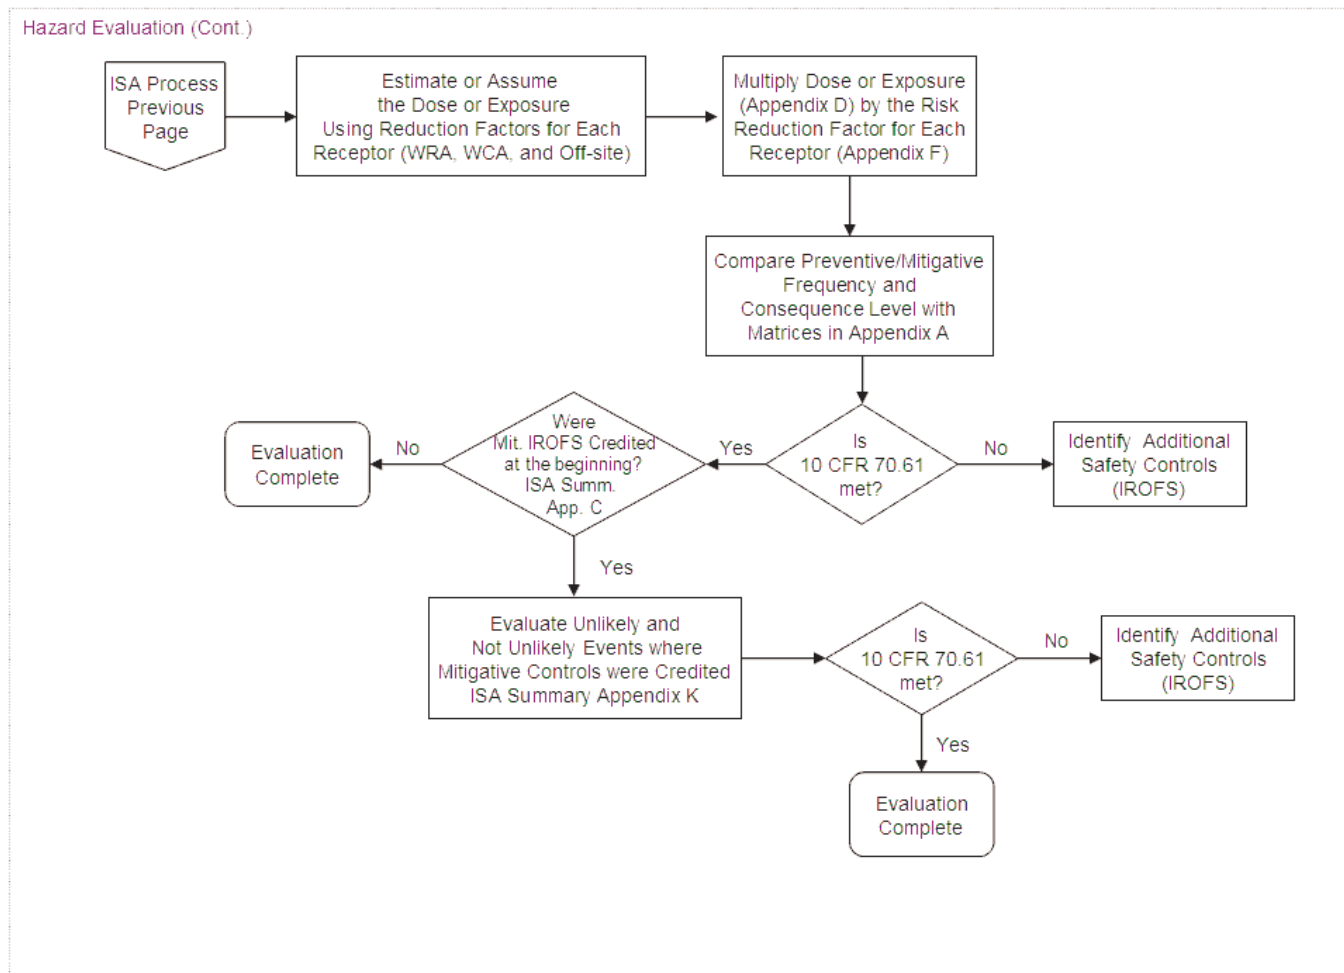 Hazard Evaluation (Cont.)
ISA Process
Previous
Page
Estimate or Assume
the Dose or Exposure
Using Reduction Factors for Each
Receptor (WRA, WCA, and Off-site)
Multiply Dose or Exposure
(Appendix D) by the Risk
Reduction Factor for Each
Receptor (Appendix F)
Compare Preventive/Mitigative
Frequency and
Consequence Level with
Matrices in Appendix A
Is
10 CFR 70.61
met?
No
Identify Additional
Safety Controls
(IROFS)
Yes
Were
Mit. IROFS Credited
at the beginning?
ISA Summ.
App. C
No
Evaluation
Complete
Yes
Evaluate Unlikely and
Not Unlikely Events where
Mitigative Controls were Credited
ISA Summary Appendix K
Is
10 CFR 70.61
met?
No
Identify Additional
Safety Controls
(IROFS)
Yes
Evaluation
Complete